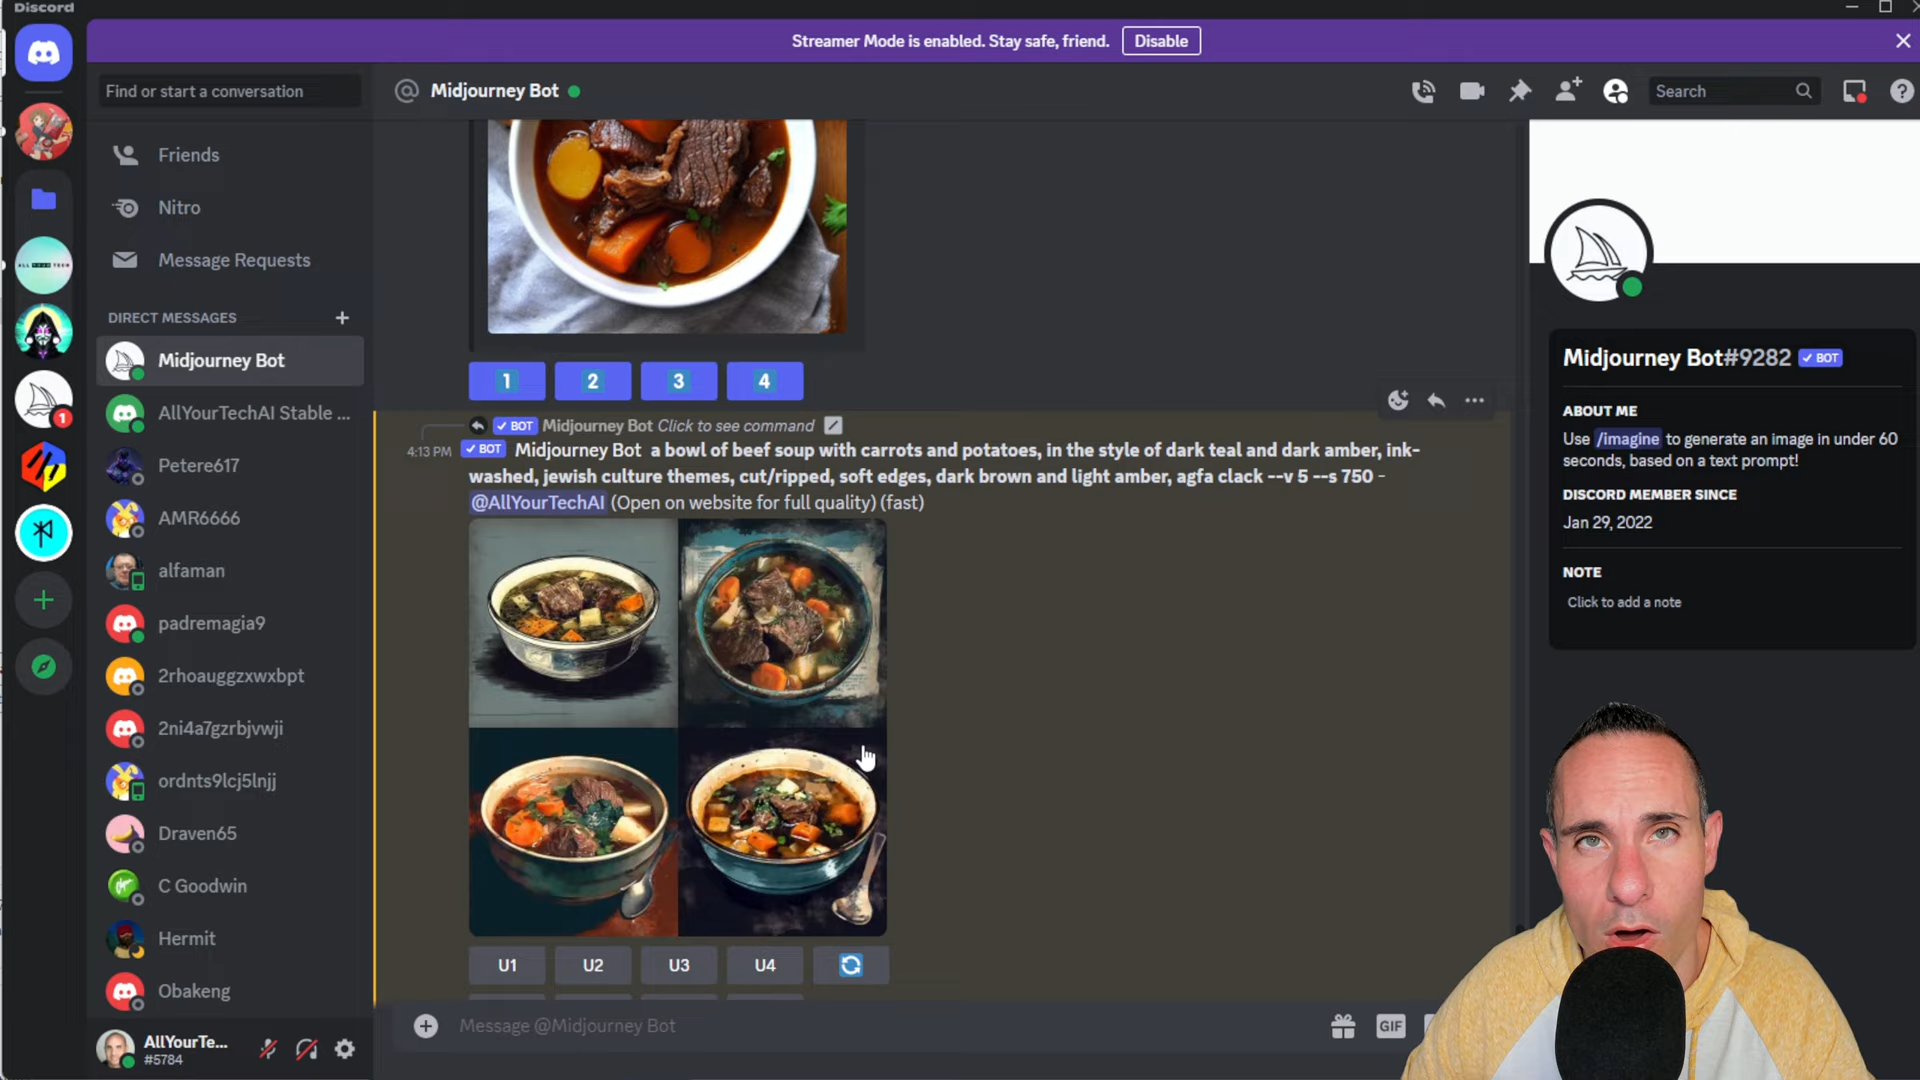 Discord
Streamer Mode is enabled. Stay safe, friend. Disable
Find or start a conversation
Midjourney Bot
Search
Friends
Nitro
Message Requests
DIRECT MESSAGES
Midjourney Bot
AllYourTechAI Stable ...
Petere617
AMR6666
alfaman
padremagia9
2rhoauggzxwxbpt
2ni4a7gzrbjvwji
ordnts9lcj5lnjj
Draven65
C Goodwin
Hermit
Obakeng
AllYourTe...
#5784
ALL YOUR TECH
1
1 2 3 4
BOT Midjourney Bot Click to see command
4:13 PM BOT Midjourney Bot a bowl of beef soup with carrots and potatoes, in the style of dark teal and dark amber, ink-
washed, jewish culture themes, cut/ripped, soft edges, dark brown and light amber, agfa clack --v 5 --s 750 -
@AllYourTechAI (Open on website for full quality) (fast)
U1 U2 U3 U4
Message @Midjourney Bot
GIF
Midjourney Bot#9282 BOT
ABOUT ME
Use /imagine to generate an image in under 60
seconds, based on a text prompt!
DISCORD MEMBER SINCE
Jan 29, 2022
NOTE
Click to add a note